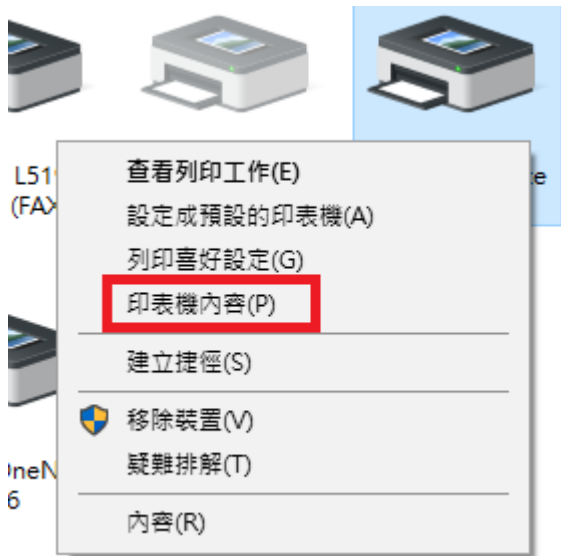 L51
(FAX
查看列印工作(E)
設定成預設的印表機(A)
列印喜好設定(G)
印表機內容(P)
建立捷徑(S)
移除裝置(V)
疑難排解(T)
內容(R)
6